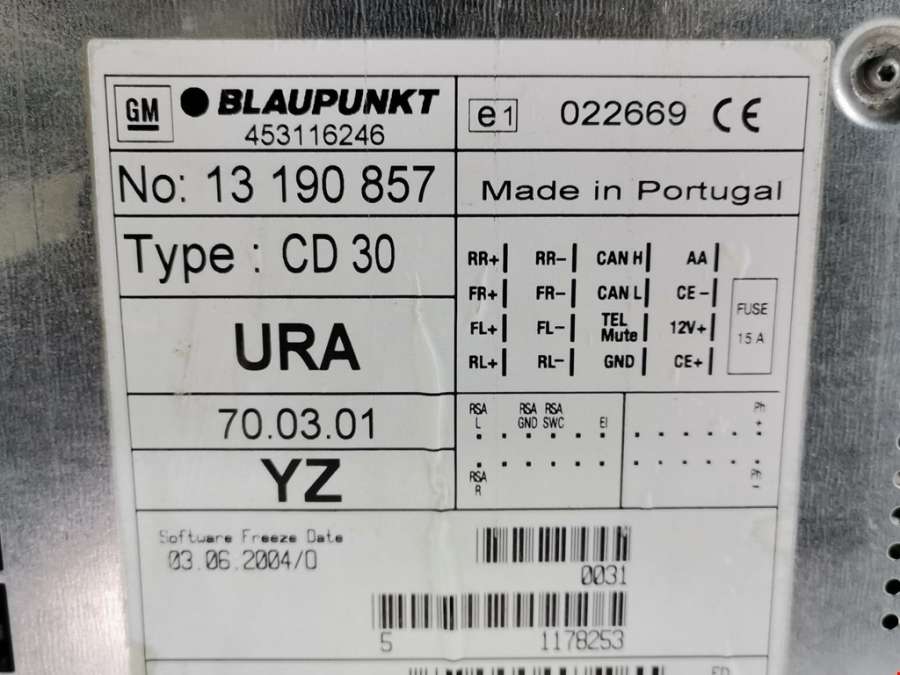 GM BLAUPUNKT
453116246
e1 022669 CE
No: 13 190 857
Made in Portugal
Type : CD 30
RR+ RR- CAN H AA
FR+ FR- CAN L CE-
FL+ FL- TEL Mute 12V+
RL+ RL- GND CE+
FUSE
15 A
URA
70.03.01
RSA L RSA GND RSA SWC EI Ph +
RSA R Ph -
YZ
Software Freeze Date
03.06.2004/0
0031
5 1178253